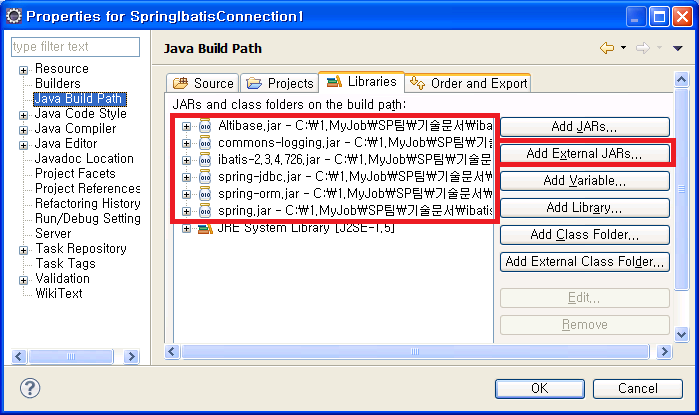 Properties for SpringIbatisConnection1
type filter text
Resource
Builders
Java Build Path
Java Code Style
Java Compiler
Java Editor
Javadoc Location
Project Facets
Project References
Refactoring History
Run/Debug Setting
Server
Task Repository
Task Tags
Validation
WikiText
Java Build Path
Source
Projects
Libraries
Order and Export
JARs and class folders on the build path:
Altibase.jar - C:₩1.MyJob₩SP팀₩기술문서₩iba
commons-logging.jar - C:₩1.MyJob₩SP팀₩기
ibatis-2.3.4.726.jar - C:₩1.MyJob₩SP팀₩기술
spring-jdbc.jar - C:₩1.MyJob₩SP팀₩기술문서
spring-orm.jar - C:₩1.MyJob₩SP팀₩기술문서
spring.jar - C:₩1.MyJob₩SP팀₩기술문서₩ibatis
JRE System Library [J2SE-1.5]
Add JARs...
Add External JARs...
Add Variable...
Add Library...
Add Class Folder...
Add External Class Folder...
Edit...
Remove
OK
Cancel